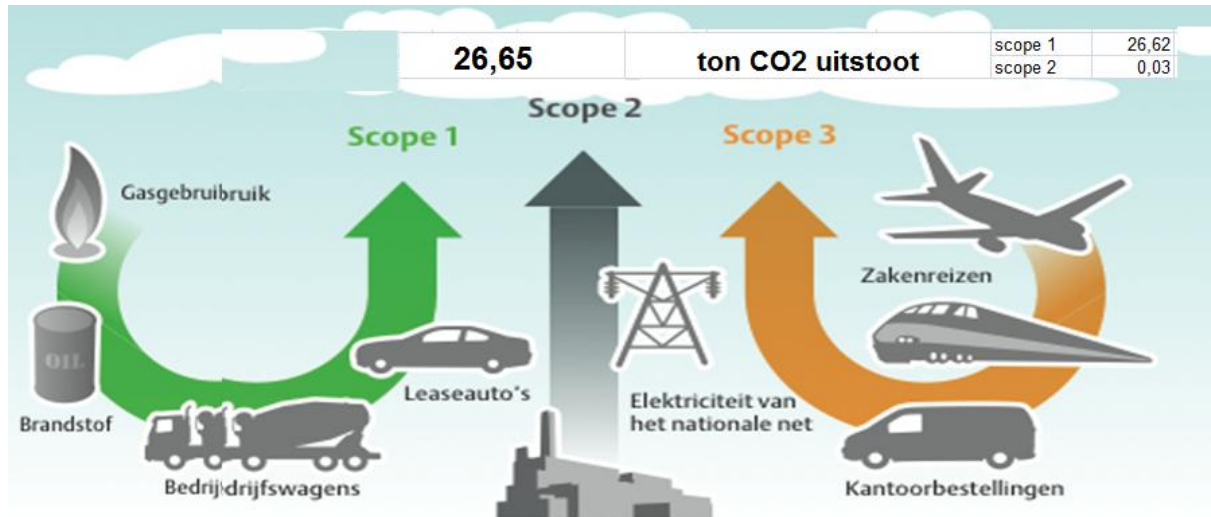 26,65 ton CO2 uitstoot
scope 1 26,62
scope 2 0,03
Scope 1
Scope 2
Scope 3
Gasgebruibruik
OIL
Brandstof
Bedrijdrijfswagens
Leaseauto's
Elektriciteit van
het nationale net
Zakenreizen
Kantoorbestellingen